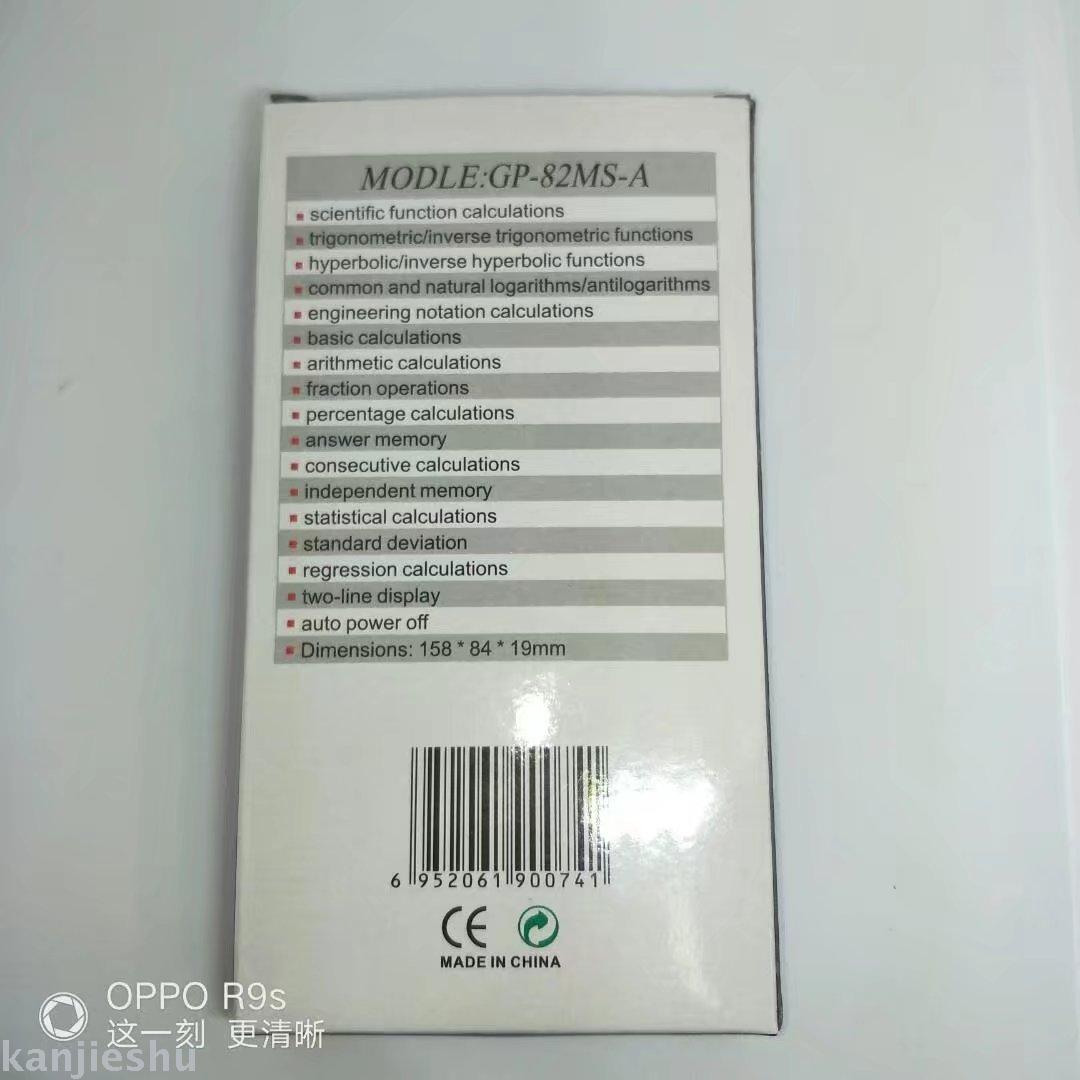 MODLE:GP-82MS-A
scientific function calculations
trigonometric/inverse trigonometric functions
hyperbolic/inverse hyperbolic functions
common and natural logarithms/antilogarithms
engineering notation calculations
basic calculations
arithmetic calculations
fraction operations
percentage calculations
answer memory
consecutive calculations
independent memory
statistical calculations
standard deviation
regression calculations
two-line display
auto power off
Dimensions: 158 * 84 * 19mm
6 952061 900741
CE
MADE IN CHINA
OPPO R9s
这一刻 更清晰
kanjieshu